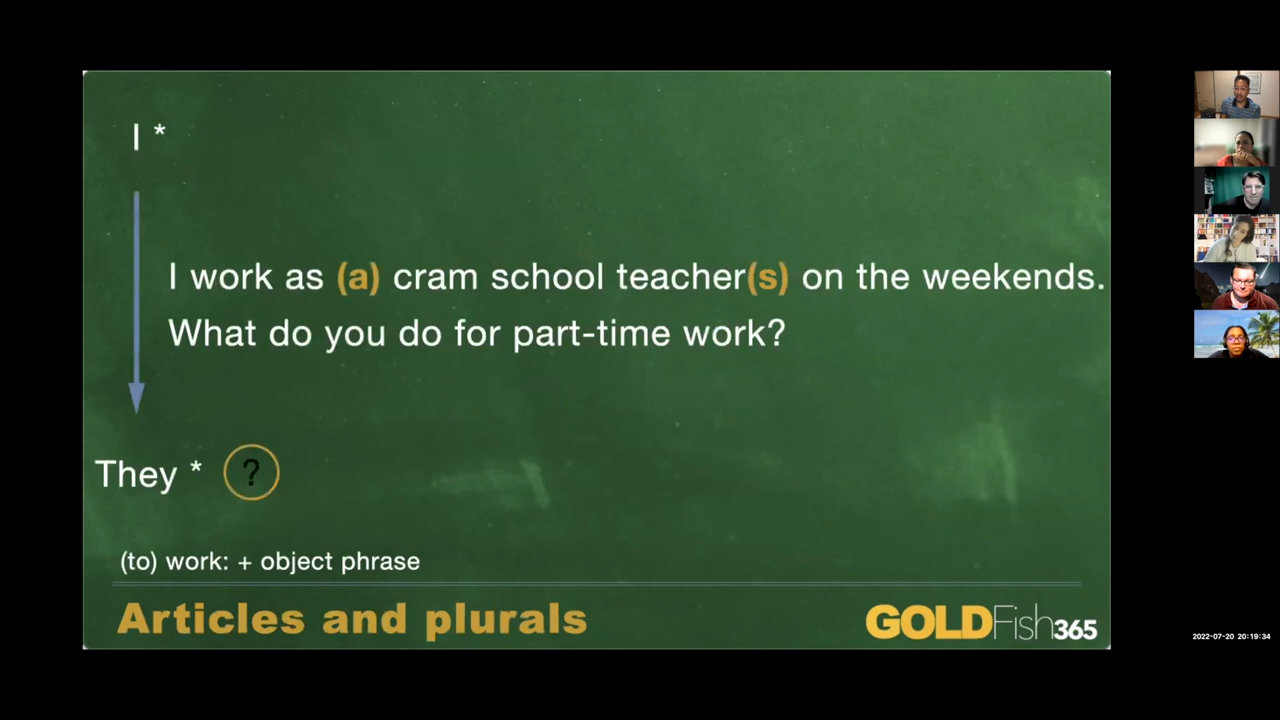 I *
I work as (a) cram school teacher(s) on the weekends.
What do you do for part-time work?
They * ?
(to) work: + object phrase
Articles and plurals
GOLDFish365
2022-07-20 20:19:34